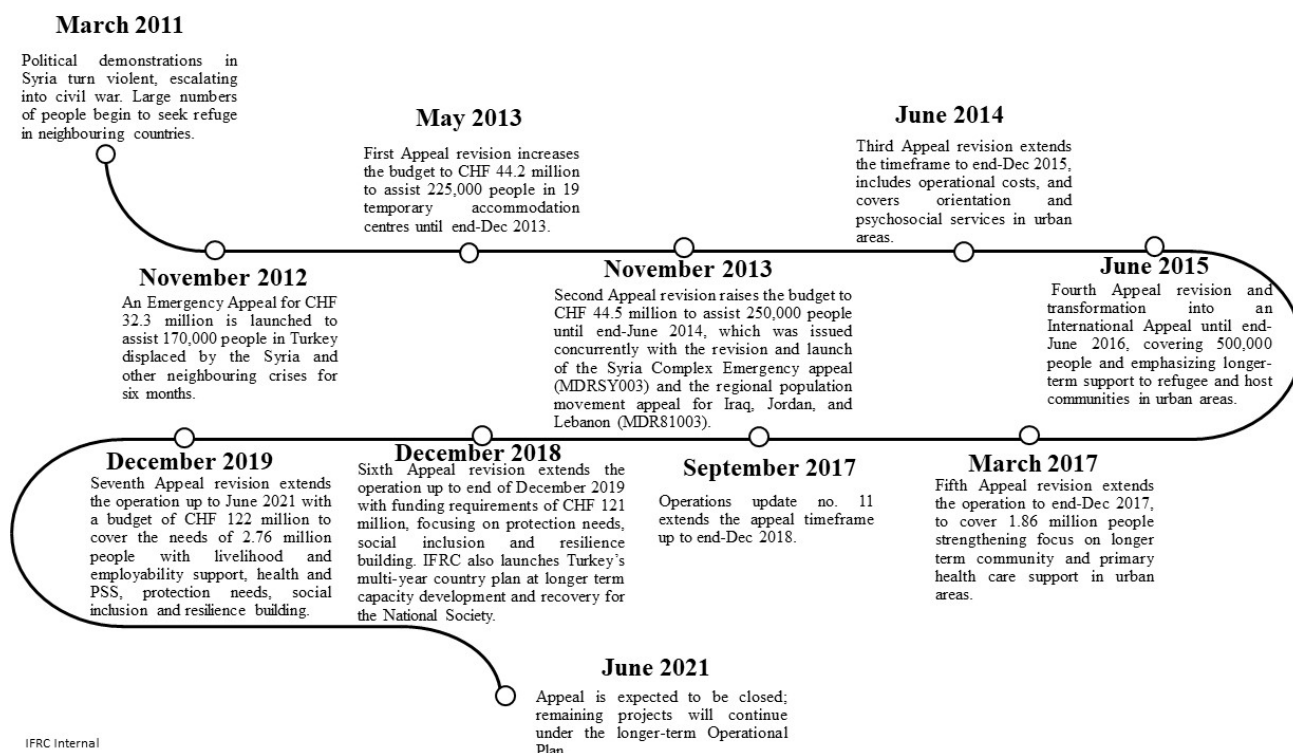 March 2011
Political demonstrations in
Syria turn violent, escalating
into civil war. Large numbers
of people begin to seek refuge
in neighbouring countries.
November 2012
An Emergency Appeal for CHF
32.3 million is launched to
assist 170,000 people in Turkey
displaced by the Syria and
other neighbouring crises for
six months.
May 2013
First Appeal revision increases
the budget to CHF 44.2 million
to assist 225,000 people in 19
temporary accommodation
centres until end-Dec 2013.
November 2013
Second Appeal revision raises the budget to
CHF 44.5 million to assist 250,000 people
until end-June 2014, which was issued
concurrently with the revision and launch
of the Syria Complex Emergency appeal
(MDRSY003) and the regional population
movement appeal for Iraq, Jordan, and
Lebanon (MDR81003).
June 2014
Third Appeal revision extends
the timeframe to end-Dec 2015,
includes operational costs, and
covers orientation and
psychosocial services in urban
areas.
June 2015
Fourth Appeal revision and
transformation into an
International Appeal until end-
June 2016, covering 500,000
people and emphasizing longer-
term support to refugee and host
communities in urban areas.
March 2017
Fifth Appeal revision extends
the operation to end-Dec 2017,
to cover 1.86 million people
strengthening focus on longer
term community and primary
health care support in urban
areas.
September 2017
Operations update no. 11
extends the appeal timeframe
up to end-Dec 2018.
December 2018
Sixth Appeal revision extends the
operation up to end of December 2019
with funding requirements of CHF 121
million, focusing on protection needs,
social inclusion and resilience
building. IFRC also launches Turkey's
multi-year country plan at longer term
capacity development and recovery for
the National Society.
December 2019
Seventh Appeal revision extends
the operation up to June 2021 with
a budget of CHF 122 million to
cover the needs of 2.76 million
people with livelihood and
employability support, health and
PSS, protection needs, social
inclusion and resilience building.
June 2021
Appeal is expected to be closed;
remaining projects will continue
under the longer-term Operational
Plan
IFRC Internal